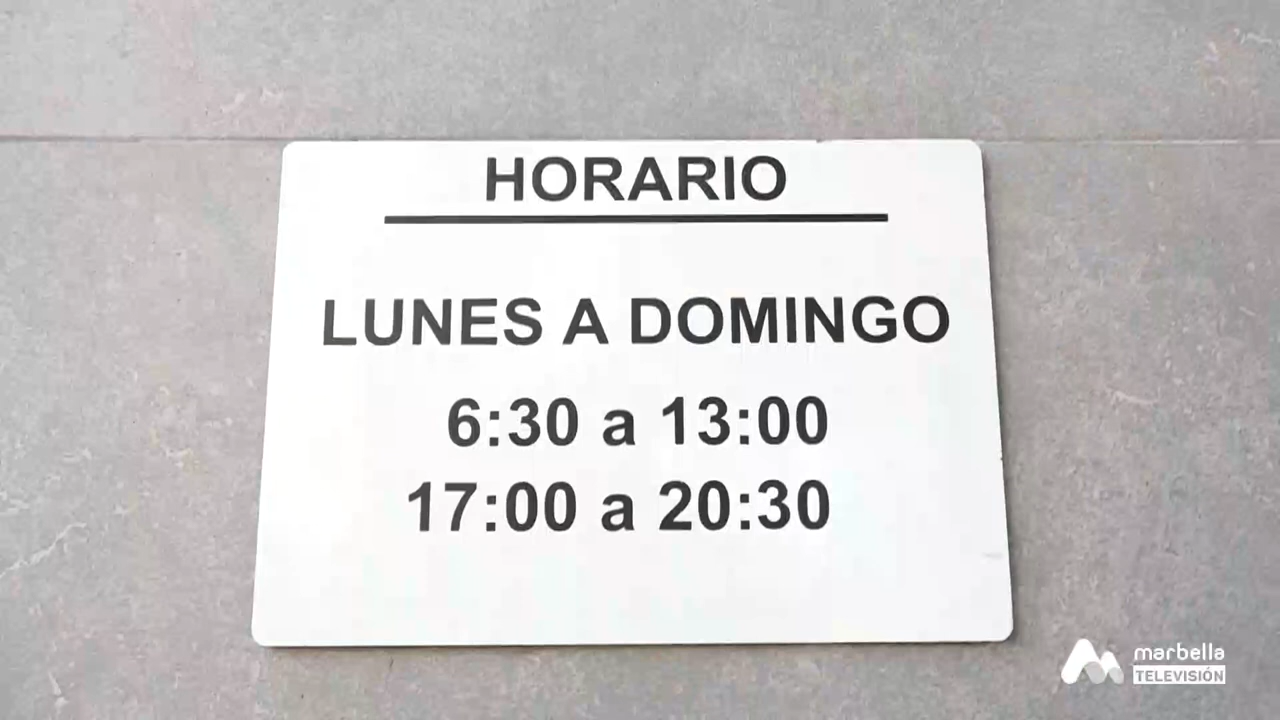 HORARIO
LUNES A DOMINGO
6:30 a 13:00
17:00 a 20:30
marbella
TELEVISIÓN